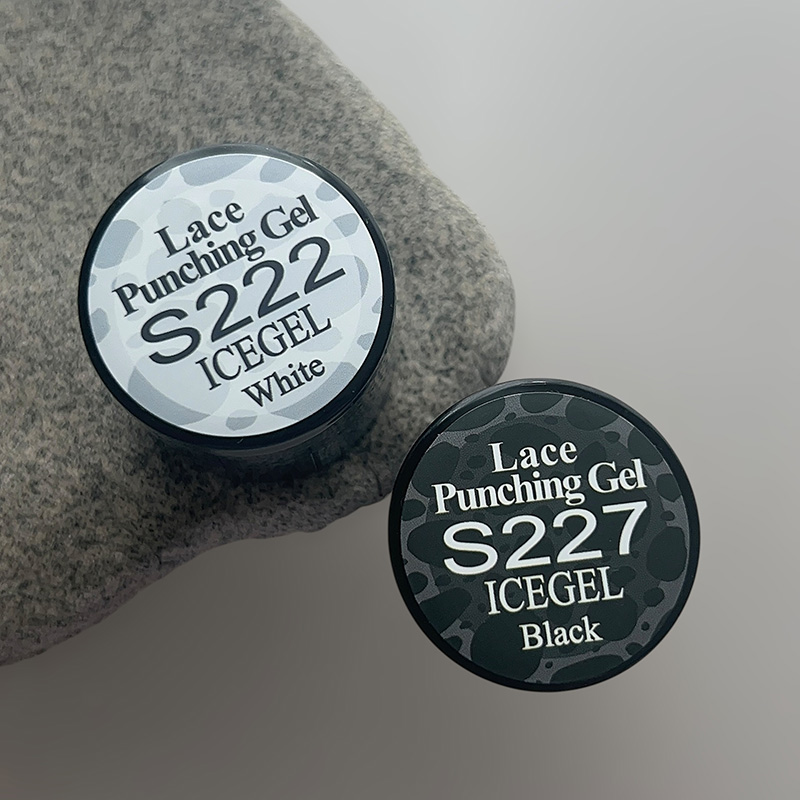 Lace
Punching Gel
S222
ICEGEL
White
Lace
Punching Gel
S227
ICEGEL
Black